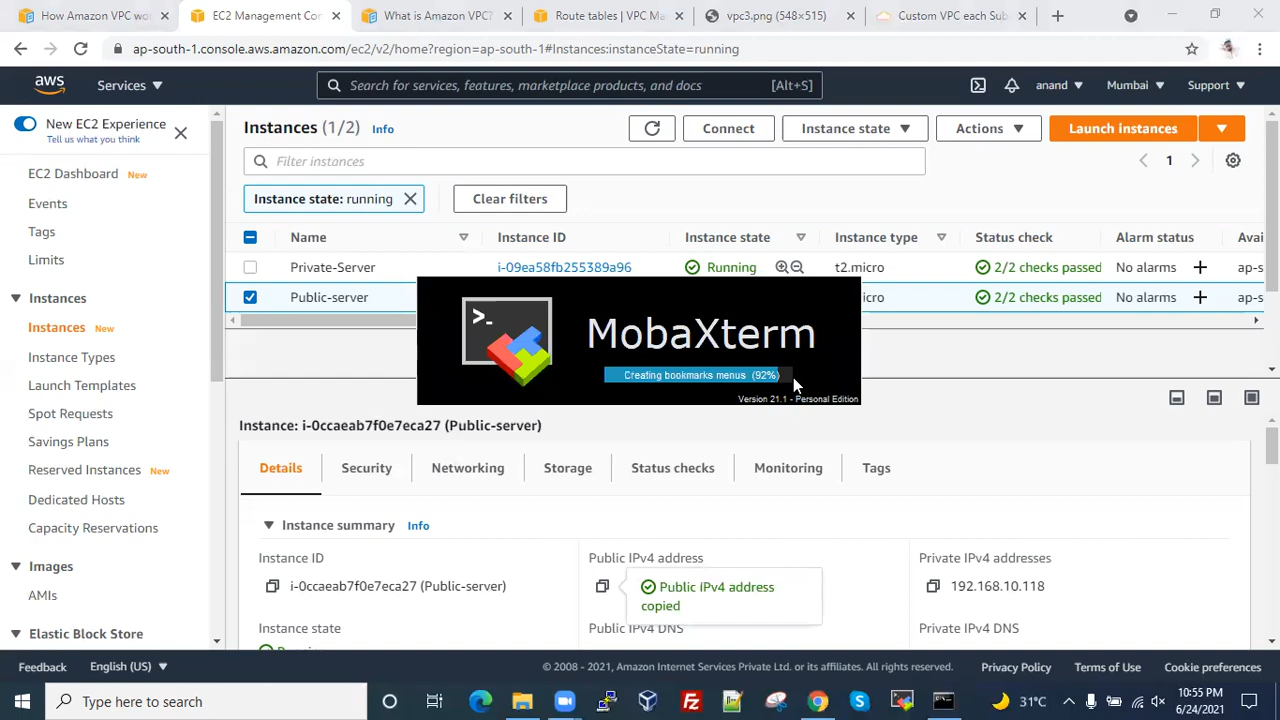 How Amazon VPC wo
EC2 Management Co
What is Amazon VPC?
Route tables | VPC Ma
vpc3.png (548×515)
Custom VPC each Sub
ap-south-1.console.aws.amazon.com/ec2/v2/home?region=ap-south-1#Instances:instanceState=running
aws
Services
Search for services, features, marketplace products, and docs
[Alt+S]
anand
Mumbai
Support
New EC2 Experience
Tell us what you think
EC2 Dashboard New
Events
Tags
Limits
Instances
Instances New
Instance Types
Launch Templates
Spot Requests
Savings Plans
Reserved Instances New
Dedicated Hosts
Capacity Reservations
Images
AMIs
Elastic Block Store
Instances (1/2) Info
Connect
Instance state
Actions
Launch instances
Filter instances
1
Instance state: running
Clear filters
Name
Instance ID
Instance state
Instance type
Status check
Alarm status
Avai
Private-Server
i-09ea58fb255389a96
Running
t2.micro
2/2 checks passed
No alarms +
ap-s
Public-server
icro
2/2 checks passed
No alarms +
ap-s
>_
MobaXterm
Creating bookmarks menus (92%)
Version 21.1 - Personal Edition
Instance: i-0ccaeab7f0e7eca27 (Public-server)
Details
Security
Networking
Storage
Status checks
Monitoring
Tags
Instance summary Info
Instance ID
i-0ccaeab7f0e7eca27 (Public-server)
Public IPv4 address
Public IPv4 address
copied
Private IPv4 addresses
192.168.10.118
Instance state
Public IPv4 DNS
Private IPv4 DNS
Feedback
English (US)
© 2008 - 2021, Amazon Internet Services Private Ltd. or its affiliates. All rights reserved.
Privacy Policy
Terms of Use
Cookie preferences
Type here to search
31°C
10:55 PM
6/24/2021